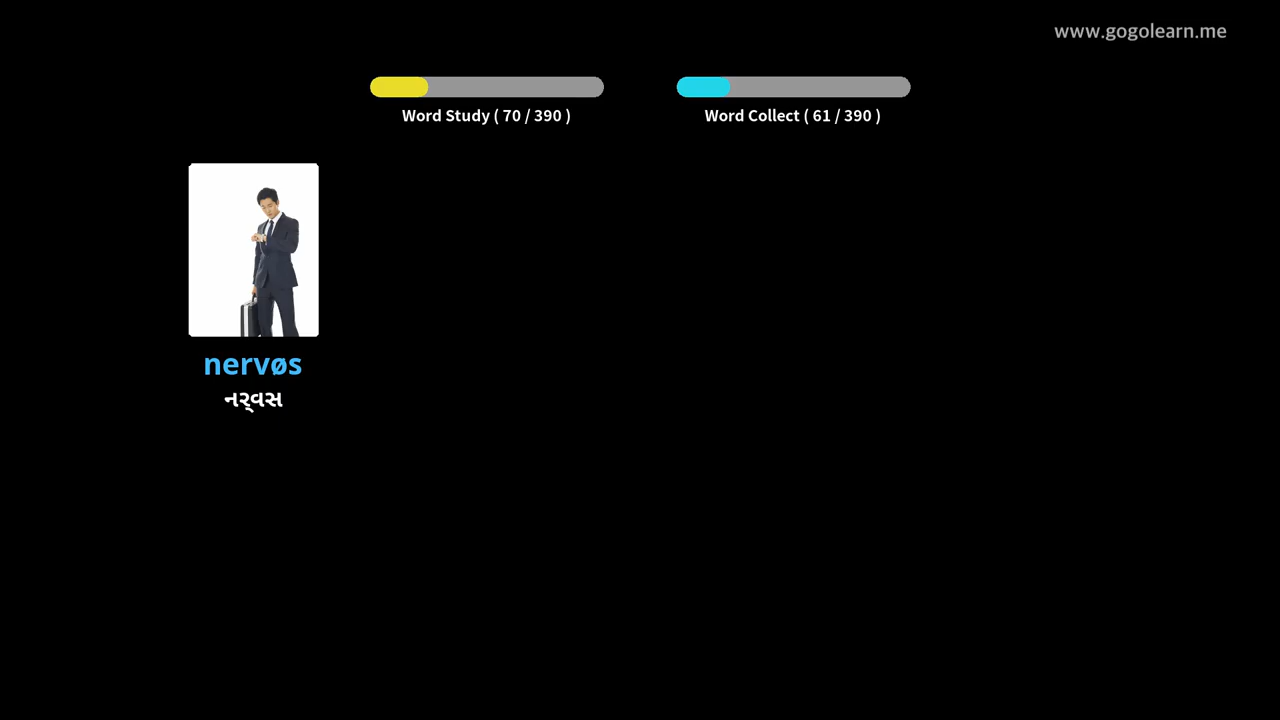 www.gogolearn.me
Word Study ( 70 / 390 )
Word Collect ( 61 / 390 )
nervøs
નર્વસ